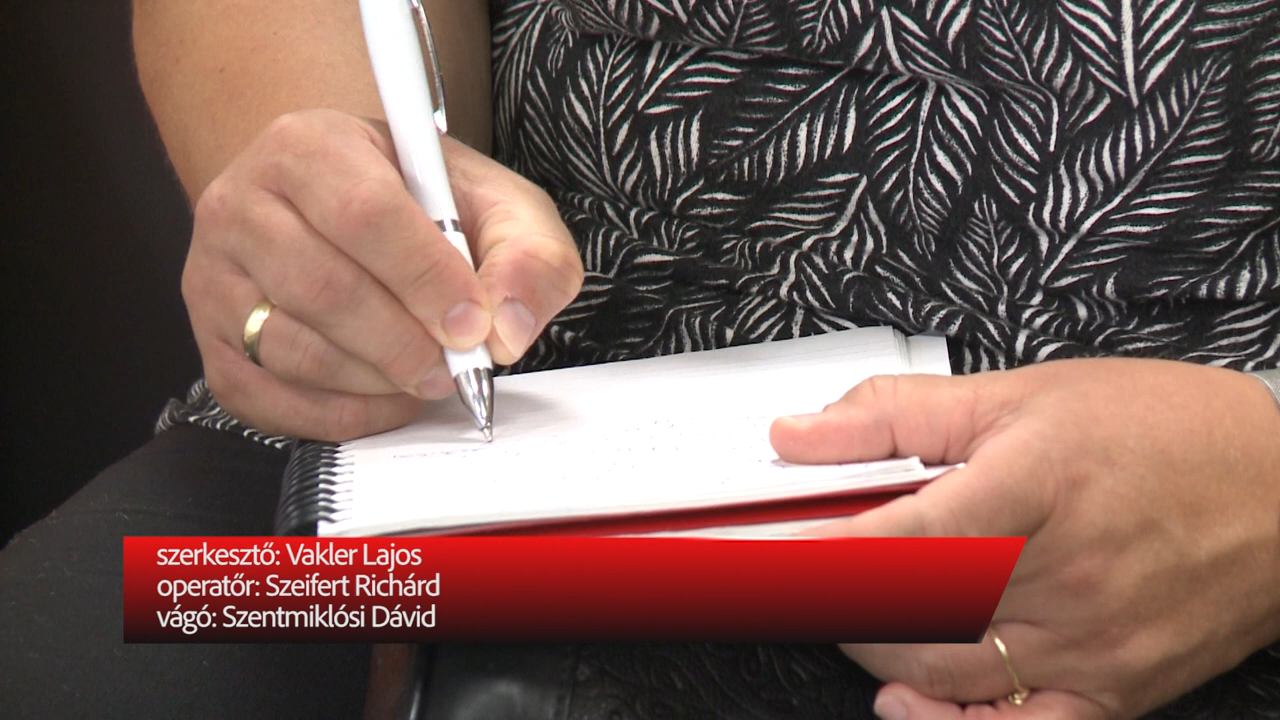 szerkesztő: Vakler Lajos
operatőr: Szeifert Richárd
vágó: Szentmiklósi Dávid